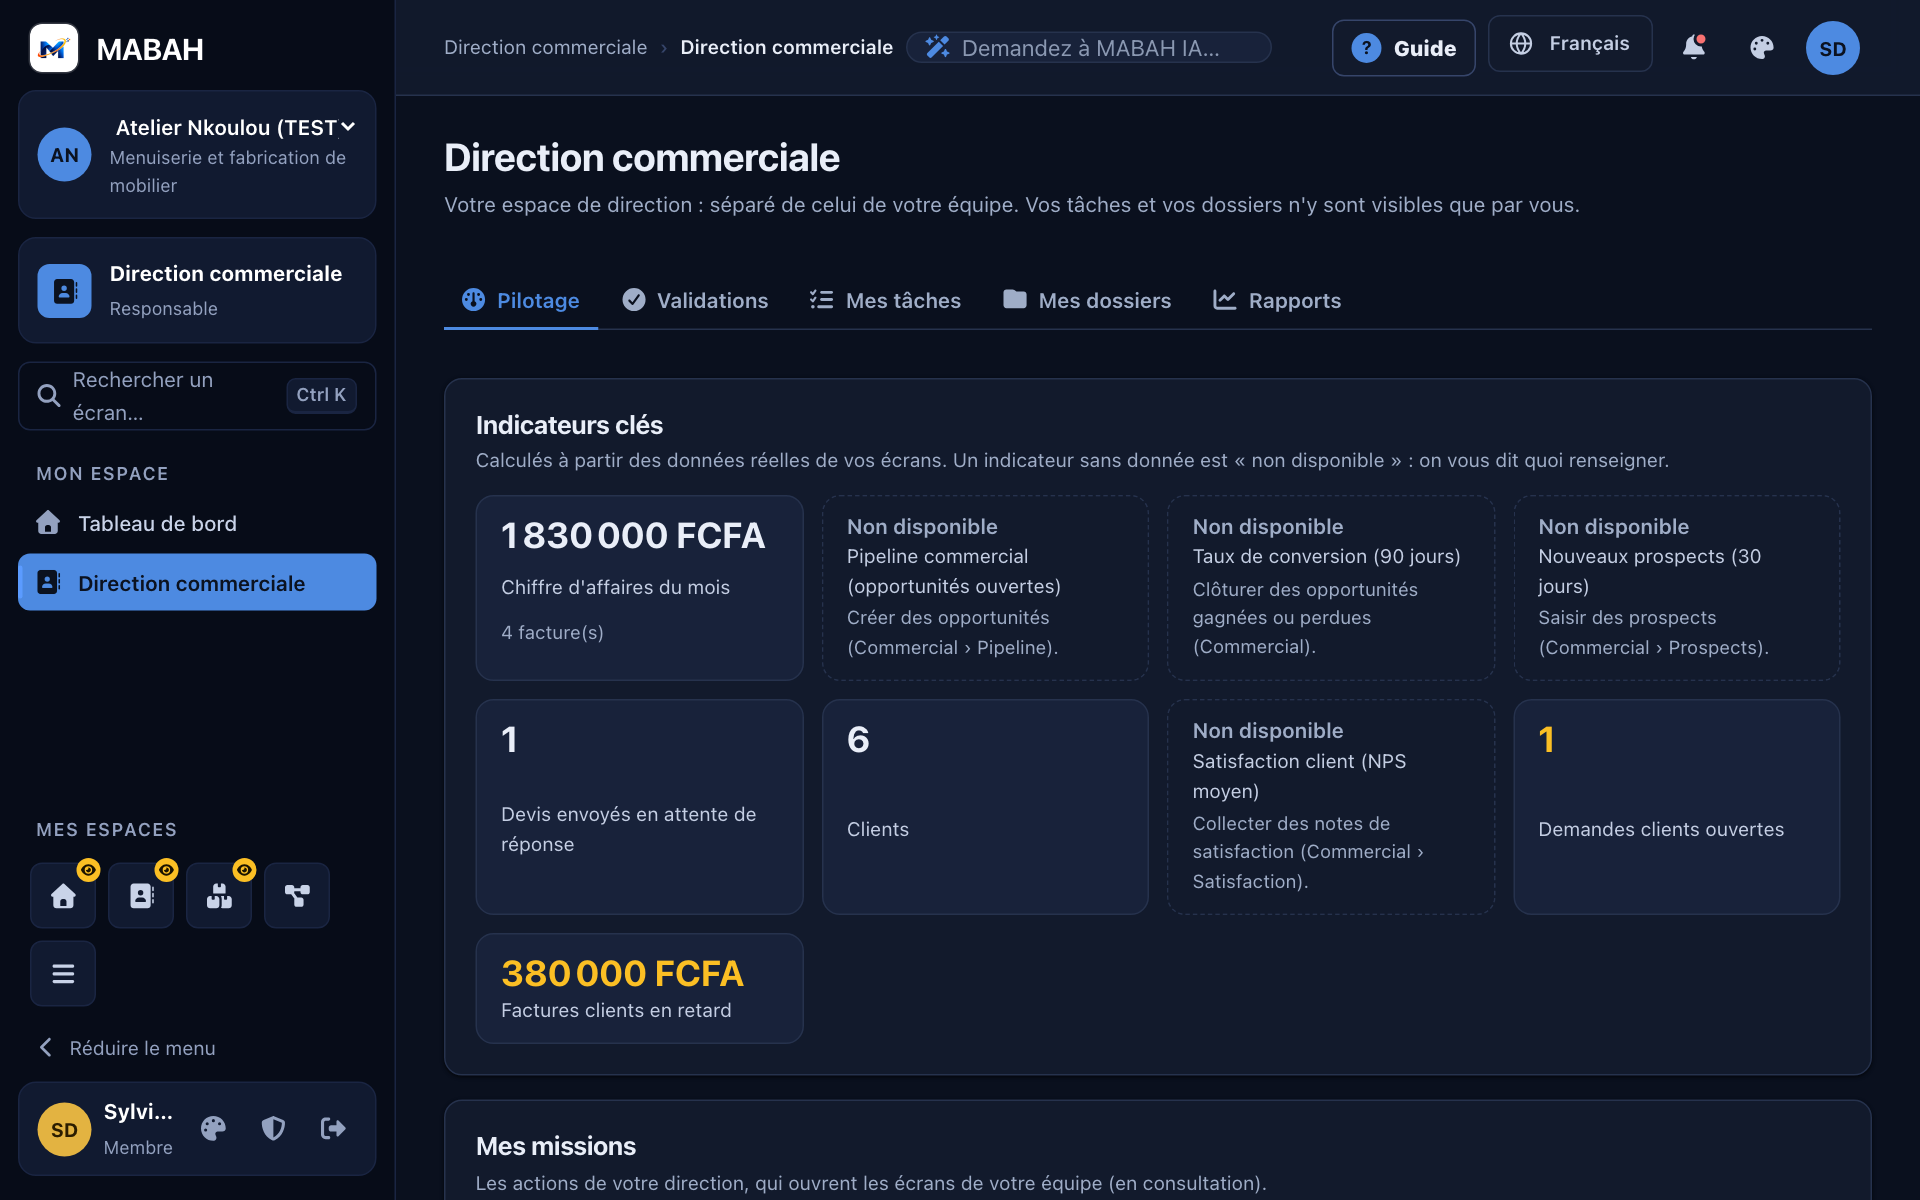 MABAH
Atelier Nkoulou (TEST
AN
Menuiserie et fabrication de
mobilier
Direction commerciale
Responsable
Rechercher un
écran...
Ctrl K
MON ESPACE
Tableau de bord
Direction commerciale
MES ESPACES
Réduire le menu
SD
Sylvi...
Membre
Direction commerciale › Direction commerciale
Demandez à MABAH IA...
? Guide
Français
SD
Direction commerciale
Votre espace de direction : séparé de celui de votre équipe. Vos tâches et vos dossiers n'y sont visibles que par vous.
Pilotage
Validations
Mes tâches
Mes dossiers
Rapports
Indicateurs clés
Calculés à partir des données réelles de vos écrans. Un indicateur sans donnée est « non disponible » : on vous dit quoi renseigner.
1 830 000 FCFA
Chiffre d'affaires du mois
4 facture(s)
Non disponible
Pipeline commercial
(opportunités ouvertes)
Créer des opportunités
(Commercial › Pipeline).
Non disponible
Taux de conversion (90 jours)
Clôturer des opportunités
gagnées ou perdues
(Commercial).
Non disponible
Nouveaux prospects (30
jours)
Saisir des prospects
(Commercial › Prospects).
1
Devis envoyés en attente de
réponse
6
Clients
Non disponible
Satisfaction client (NPS
moyen)
Collecter des notes de
satisfaction (Commercial ›
Satisfaction).
1
Demandes clients ouvertes
380 000 FCFA
Factures clients en retard
Mes missions
Les actions de votre direction, qui ouvrent les écrans de votre équipe (en consultation).